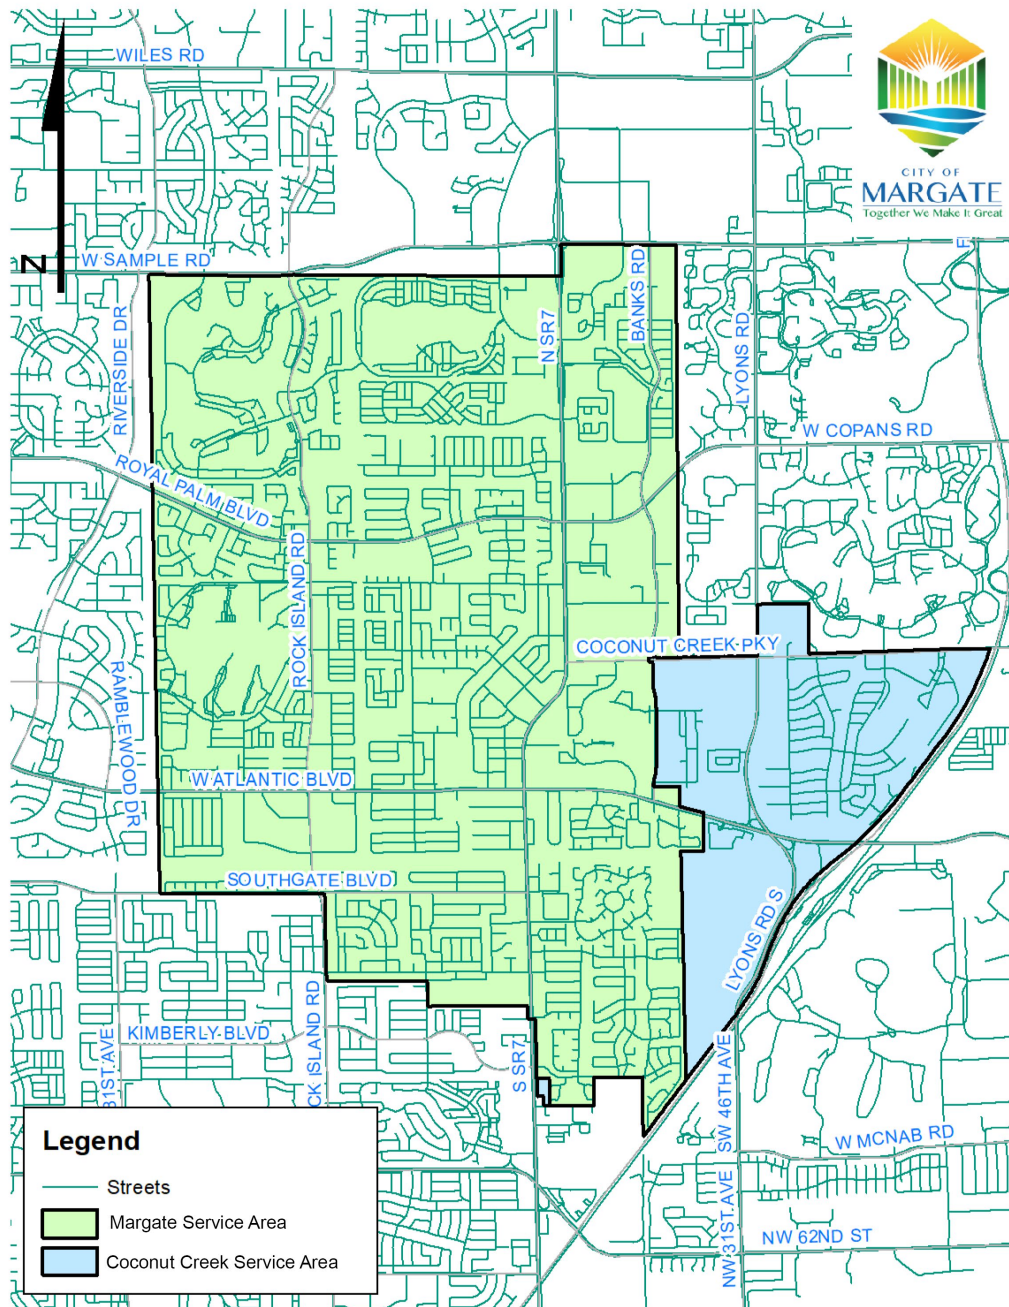 WILES RD
CITY OF
MARGATE
Together We Make It Great
W SAMPLE RD
N
F
RIVERSIDE DR
N SR7
BANKS RD
LYONS RD
W COPANS RD
ROYAL PALM BLVD
ROCK ISLAND RD
COCONUT CREEK PKY
RAMBLEWOOD DR
W ATLANTIC BLVD
SOUTHGATE BLVD
LYONS RD S
KIMBERLY BLVD
81ST AVE
CK ISLAND RD
S SR7
SW 46TH AVE
W MCNAB RD
NW 31ST AVE
NW 62ND ST
Legend
Streets
Margate Service Area
Coconut Creek Service Area